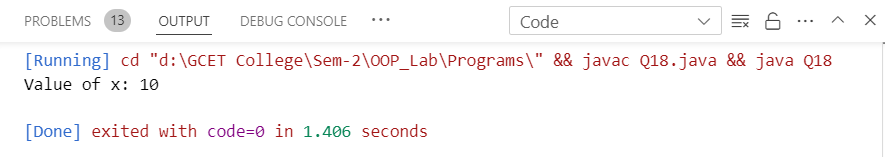 PROBLEMS 13 OUTPUT DEBUG CONSOLE ··· Code ···
[Running] cd "d:\GCET College\Sem-2\OOP_Lab\Programs\" && javac Q18.java && java Q18
Value of x: 10
[Done] exited with code=0 in 1.406 seconds